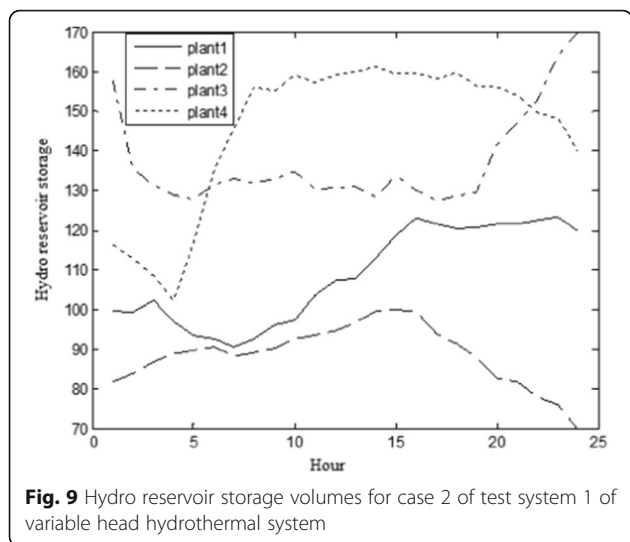 170
160
150
140
130
120
110
100
90
80
70
Hydro reservoir storage
plant1
plant2
plant3
plant4
0
5
10
15
20
25
Hour
Fig. 9 Hydro reservoir storage volumes for case 2 of test system 1 of
variable head hydrothermal system